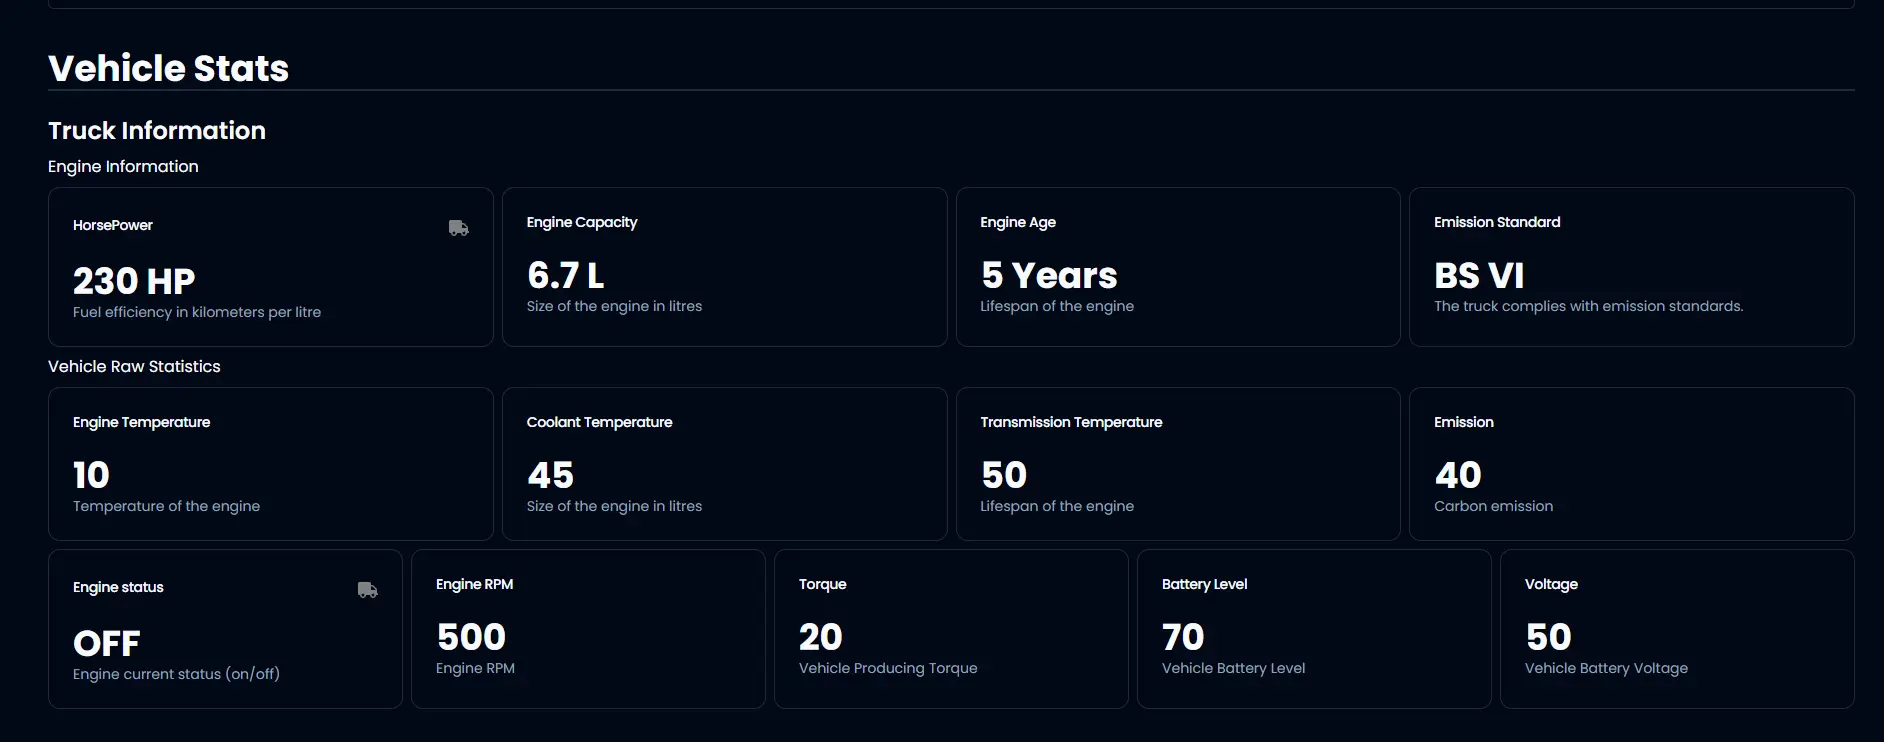 Vehicle Stats
Truck Information
Engine Information
HorsePower
230 HP
Fuel efficiency in kilometers per litre
Engine Capacity
6.7 L
Size of the engine in litres
Engine Age
5 Years
Lifespan of the engine
Emission Standard
BS VI
The truck complies with emission standards.
Vehicle Raw Statistics
Engine Temperature
10
Temperature of the engine
Coolant Temperature
45
Size of the engine in litres
Transmission Temperature
50
Lifespan of the engine
Emission
40
Carbon emission
Engine status
OFF
Engine current status (on/off)
Engine RPM
500
Engine RPM
Torque
20
Vehicle Producing Torque
Battery Level
70
Vehicle Battery Level
Voltage
50
Vehicle Battery Voltage